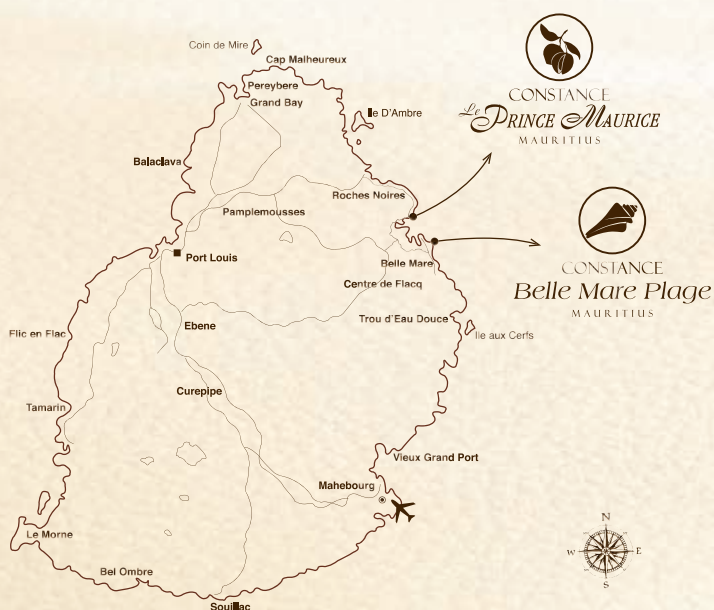 Coin de Mire
Cap Malheureux
Pereybere
Grand Bay
Ile D'Ambre
Balaclava
Roches Noires
Pamplemousses
Port Louis
Belle Mare
Centre de Flacq
Ebene
Trou d'Eau Douce
Flic en Flac
Ile aux Cerfs
Curepipe
Tamarin
Vieux Grand Port
Mahebourg
Le Morne
Bel Ombre
Souillac
CONSTANCE
Le PRINCE MAURICE
MAURITIUS
CONSTANCE
Belle Mare Plage
MAURITIUS
N
W E
S